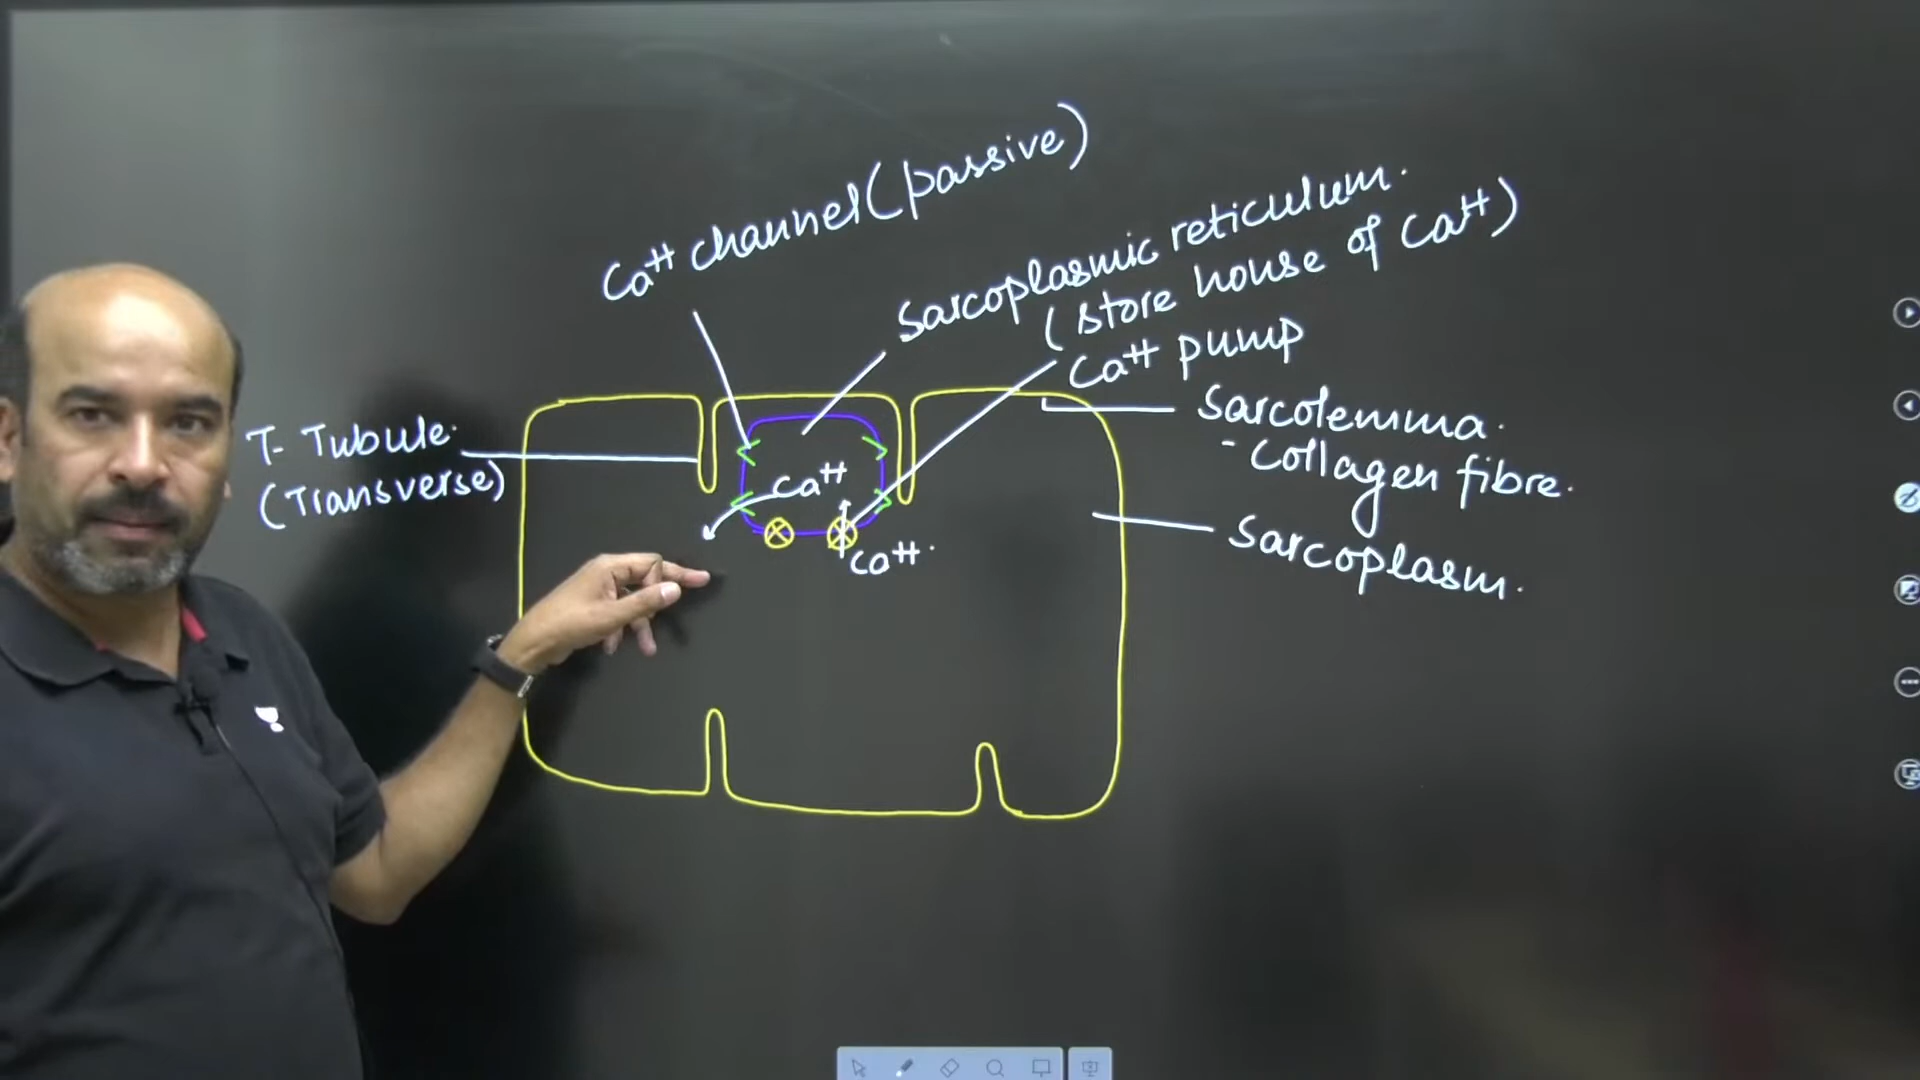 Ca++ channel (passive)
Sarcoplasmic reticulum.
(store house of Ca++)
Ca++ pump
Sarcolemma.
- Collagen fibre.
T- Tubule.
(Transverse)
Ca++
Ca++.
Sarcoplasm.